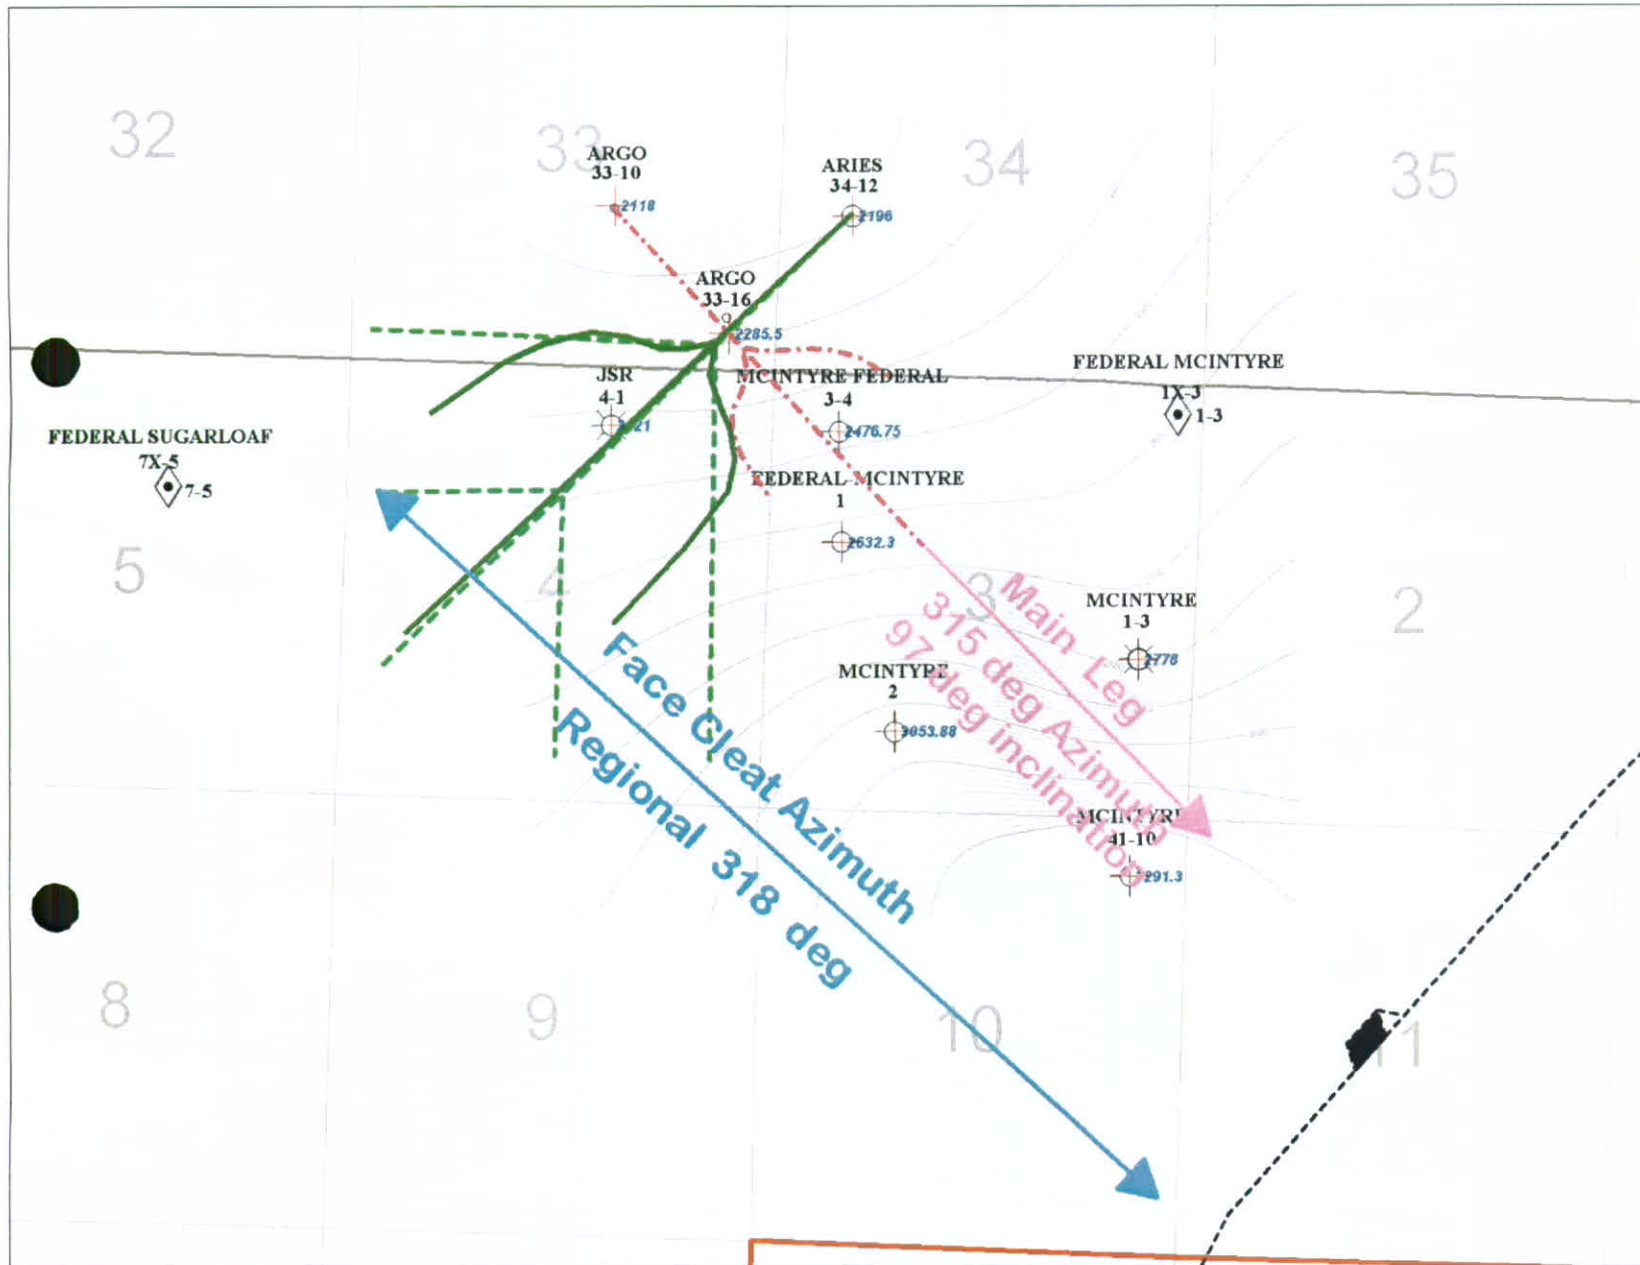 32
33
34
35
ARGO
33-10
2118
ARIES
34-12
2196
ARGO
33-16
2285.5
FEDERAL MCINTYRE
1X-3
1-3
JSR
4-1
MCINTYRE FEDERAL
3-4
2476.75
FEDERAL SUGARLOAF
7X-5
7-5
FEDERAL-MCINTYRE
1
2632.3
5
4
3
2
MCINTYRE
1-3
2778
MCINTYRE
2
3053.88
Main Leg
315 deg Azimuth
97 deg inclination
Face Cleat Azimuth
Regional 318 deg
MCINTYRE
41-10
8
9
10
11